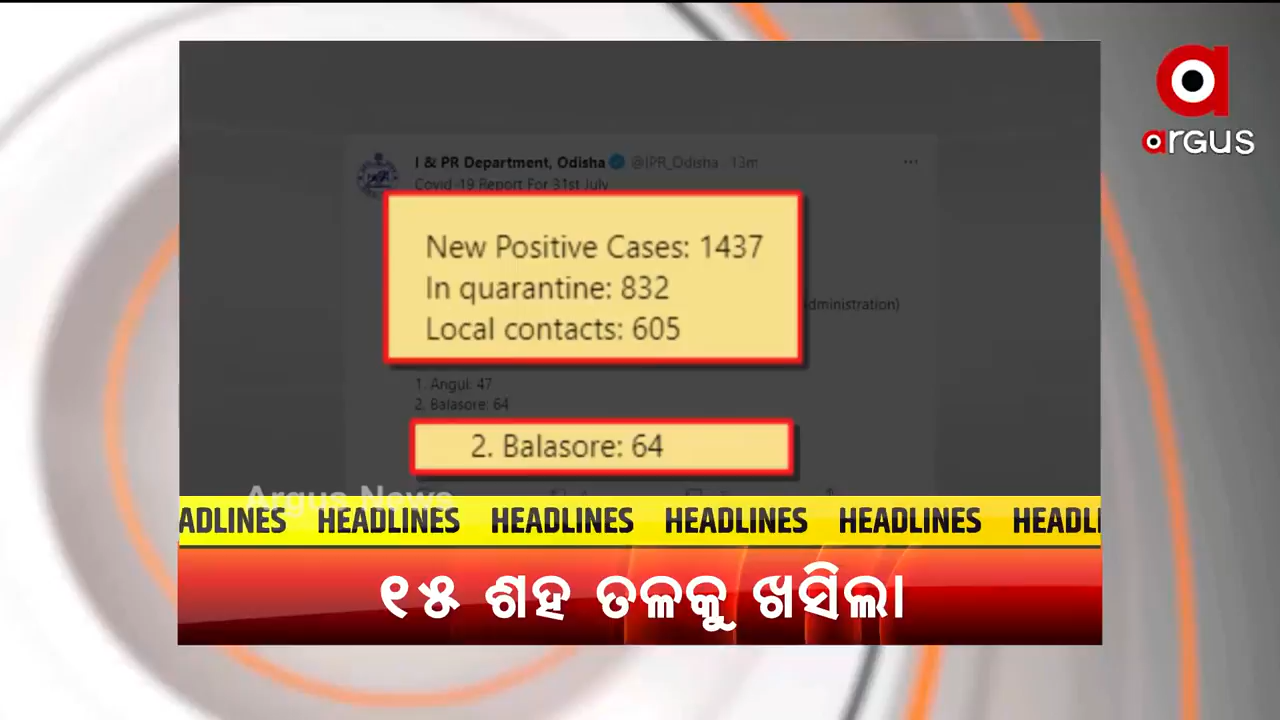 argus
I & PR Department, Odisha @IPR_Odisha 13m
Covid -19 Report For 31st July
New Positive Cases: 1437
In quarantine: 832
dministration)
Local contacts: 605
1. Angul: 47
2. Balasore: 64
2. Balasore: 64
Argus News
ADLINES HEADLINES HEADLINES HEADLINES HEADLINES HEADLI
୧୫ ଶହ ତଳକୁ ଖସିଲା